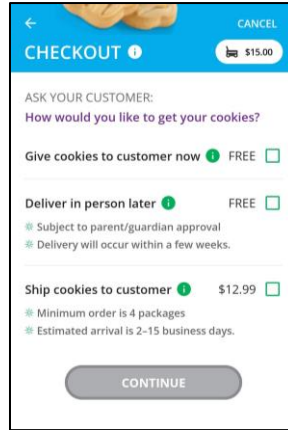 CANCEL
CHECKOUT
$15.00
ASK YOUR CUSTOMER:
How would you like to get your cookies?
Give cookies to customer now FREE
Deliver in person later FREE
Subject to parent/guardian approval
Delivery will occur within a few weeks.
Ship cookies to customer $12.99
Minimum order is 4 packages
Estimated arrival is 2–15 business days.
CONTINUE